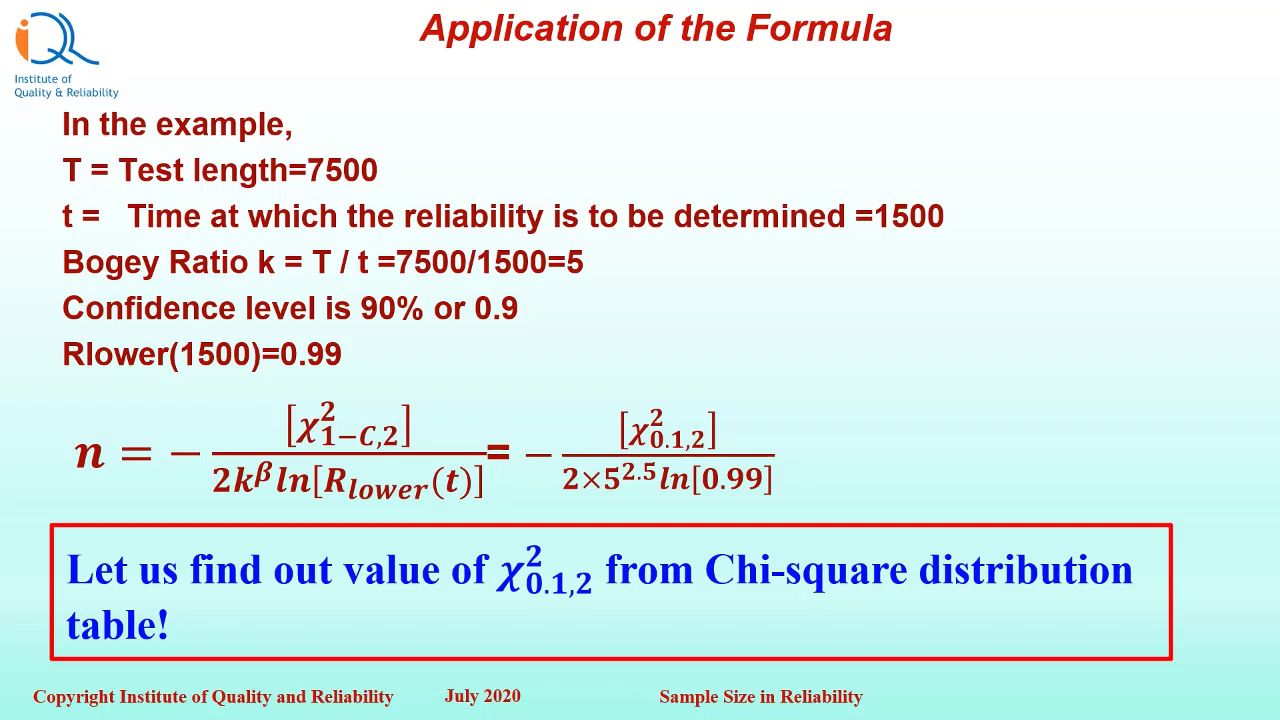 Application of the Formula
iQR
Institute of
Quality & Reliability
In the example,
T = Test length=7500
t = Time at which the reliability is to be determined =1500
Bogey Ratio k = T / t =7500/1500=5
Confidence level is 90% or 0.9
Rlower(1500)=0.99
n = − [χ²₁₋C,₂] / 2k^β ln[R_lower(t)] = − [χ²₀.₁,₂] / 2×5^2.5 ln[0.99]
Let us find out value of χ²₀.₁,₂ from Chi-square distribution
table!
Copyright Institute of Quality and Reliability July 2020 Sample Size in Reliability